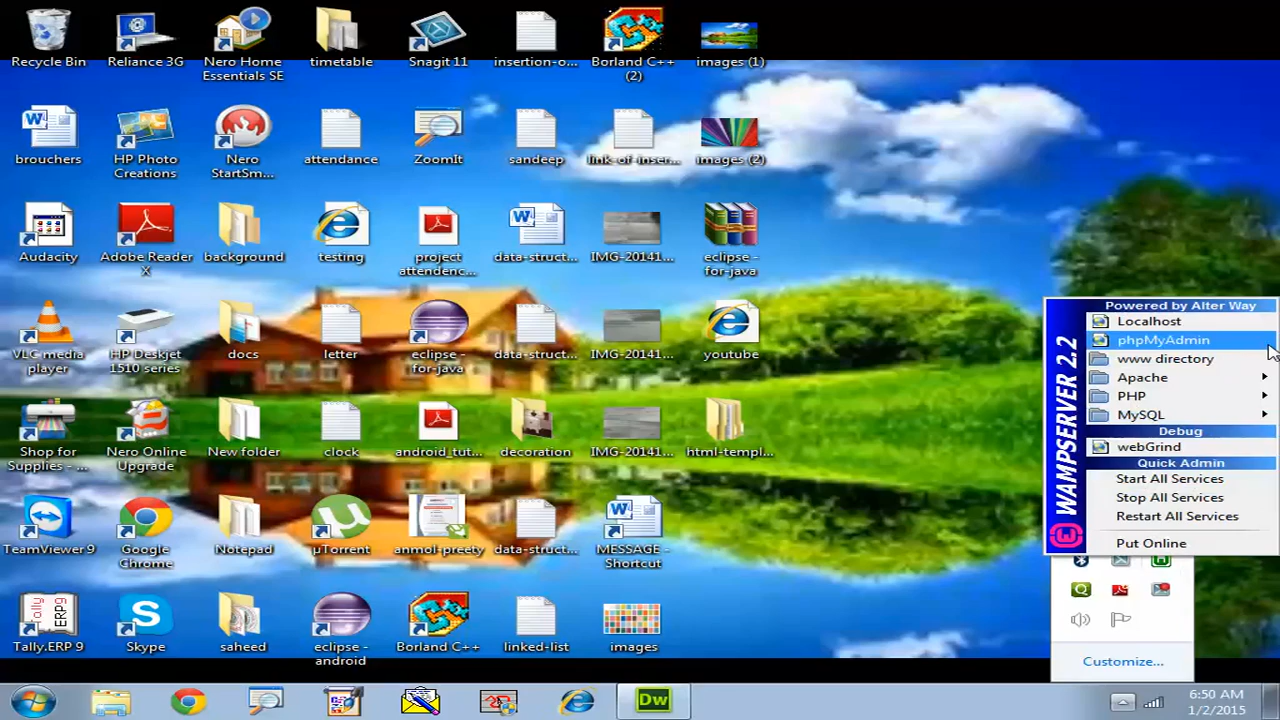 Recycle Bin
Reliance 3G
Nero Home
Essentials SE
timetable
Snagit 11
insertion-o...
Borland C++
(2)
images (1)
brouchers
HP Photo
Creations
Nero
StartSm...
attendance
ZoomIt
sandeep
link-of-inser...
images (2)
Audacity
Adobe Reader
X
background
testing
project
attendenc...
data-struct...
IMG-20141...
eclipse -
for-java
VLC media
player
HP Deskjet
1510 series
docs
letter
eclipse -
for-java
data-struct...
IMG-20141...
youtube
Shop for
Supplies - ...
Nero Online
Upgrade
New folder
clock
android_tut...
decoration
IMG-20141...
html-templ...
TeamViewer 9
Google
Chrome
Notepad
µTorrent
anmol-preety
data-struct...
MESSAGE -
Shortcut
Tally.ERP 9
Skype
saheed
eclipse -
android
Borland C++
linked-list
images
WAMPSERVER 2.2
Powered by Alter Way
Localhost
phpMyAdmin
www directory
Apache
PHP
MySQL
Debug
webGrind
Quick Admin
Start All Services
Stop All Services
Restart All Services
Put Online
Customize...
Dw
6:50 AM
1/2/2015